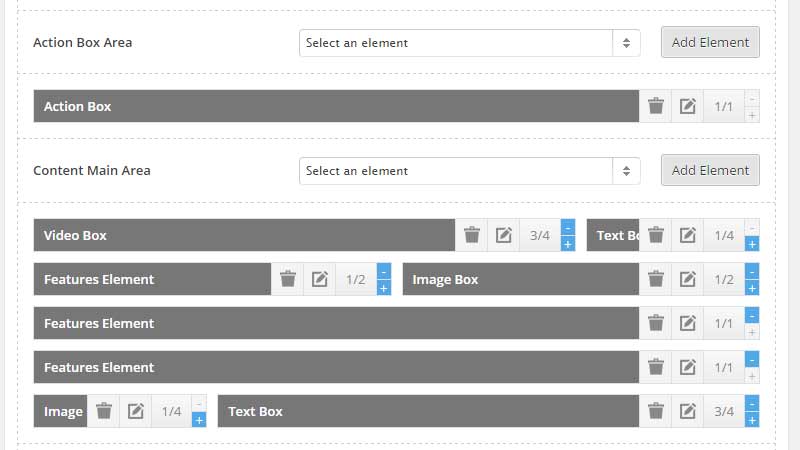 Action Box Area Select an element Add Element
Action Box 1/1 - +
Content Main Area Select an element Add Element
Video Box 3/4 - + Text Bo 1/4 - +
Features Element 1/2 - + Image Box 1/2 - +
Features Element 1/1 - +
Features Element 1/1 - +
Image 1/4 - + Text Box 3/4 - +